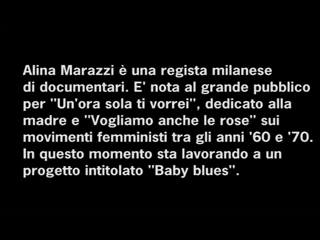 Alina Marazzi è una regista milanese
di documentari. E' nota al grande pubblico
per "Un'ora sola ti vorrei", dedicato alla
madre e "Vogliamo anche le rose" sui
movimenti femministi tra gli anni '60 e '70.
In questo momento sta lavorando a un
progetto intitolato "Baby blues".